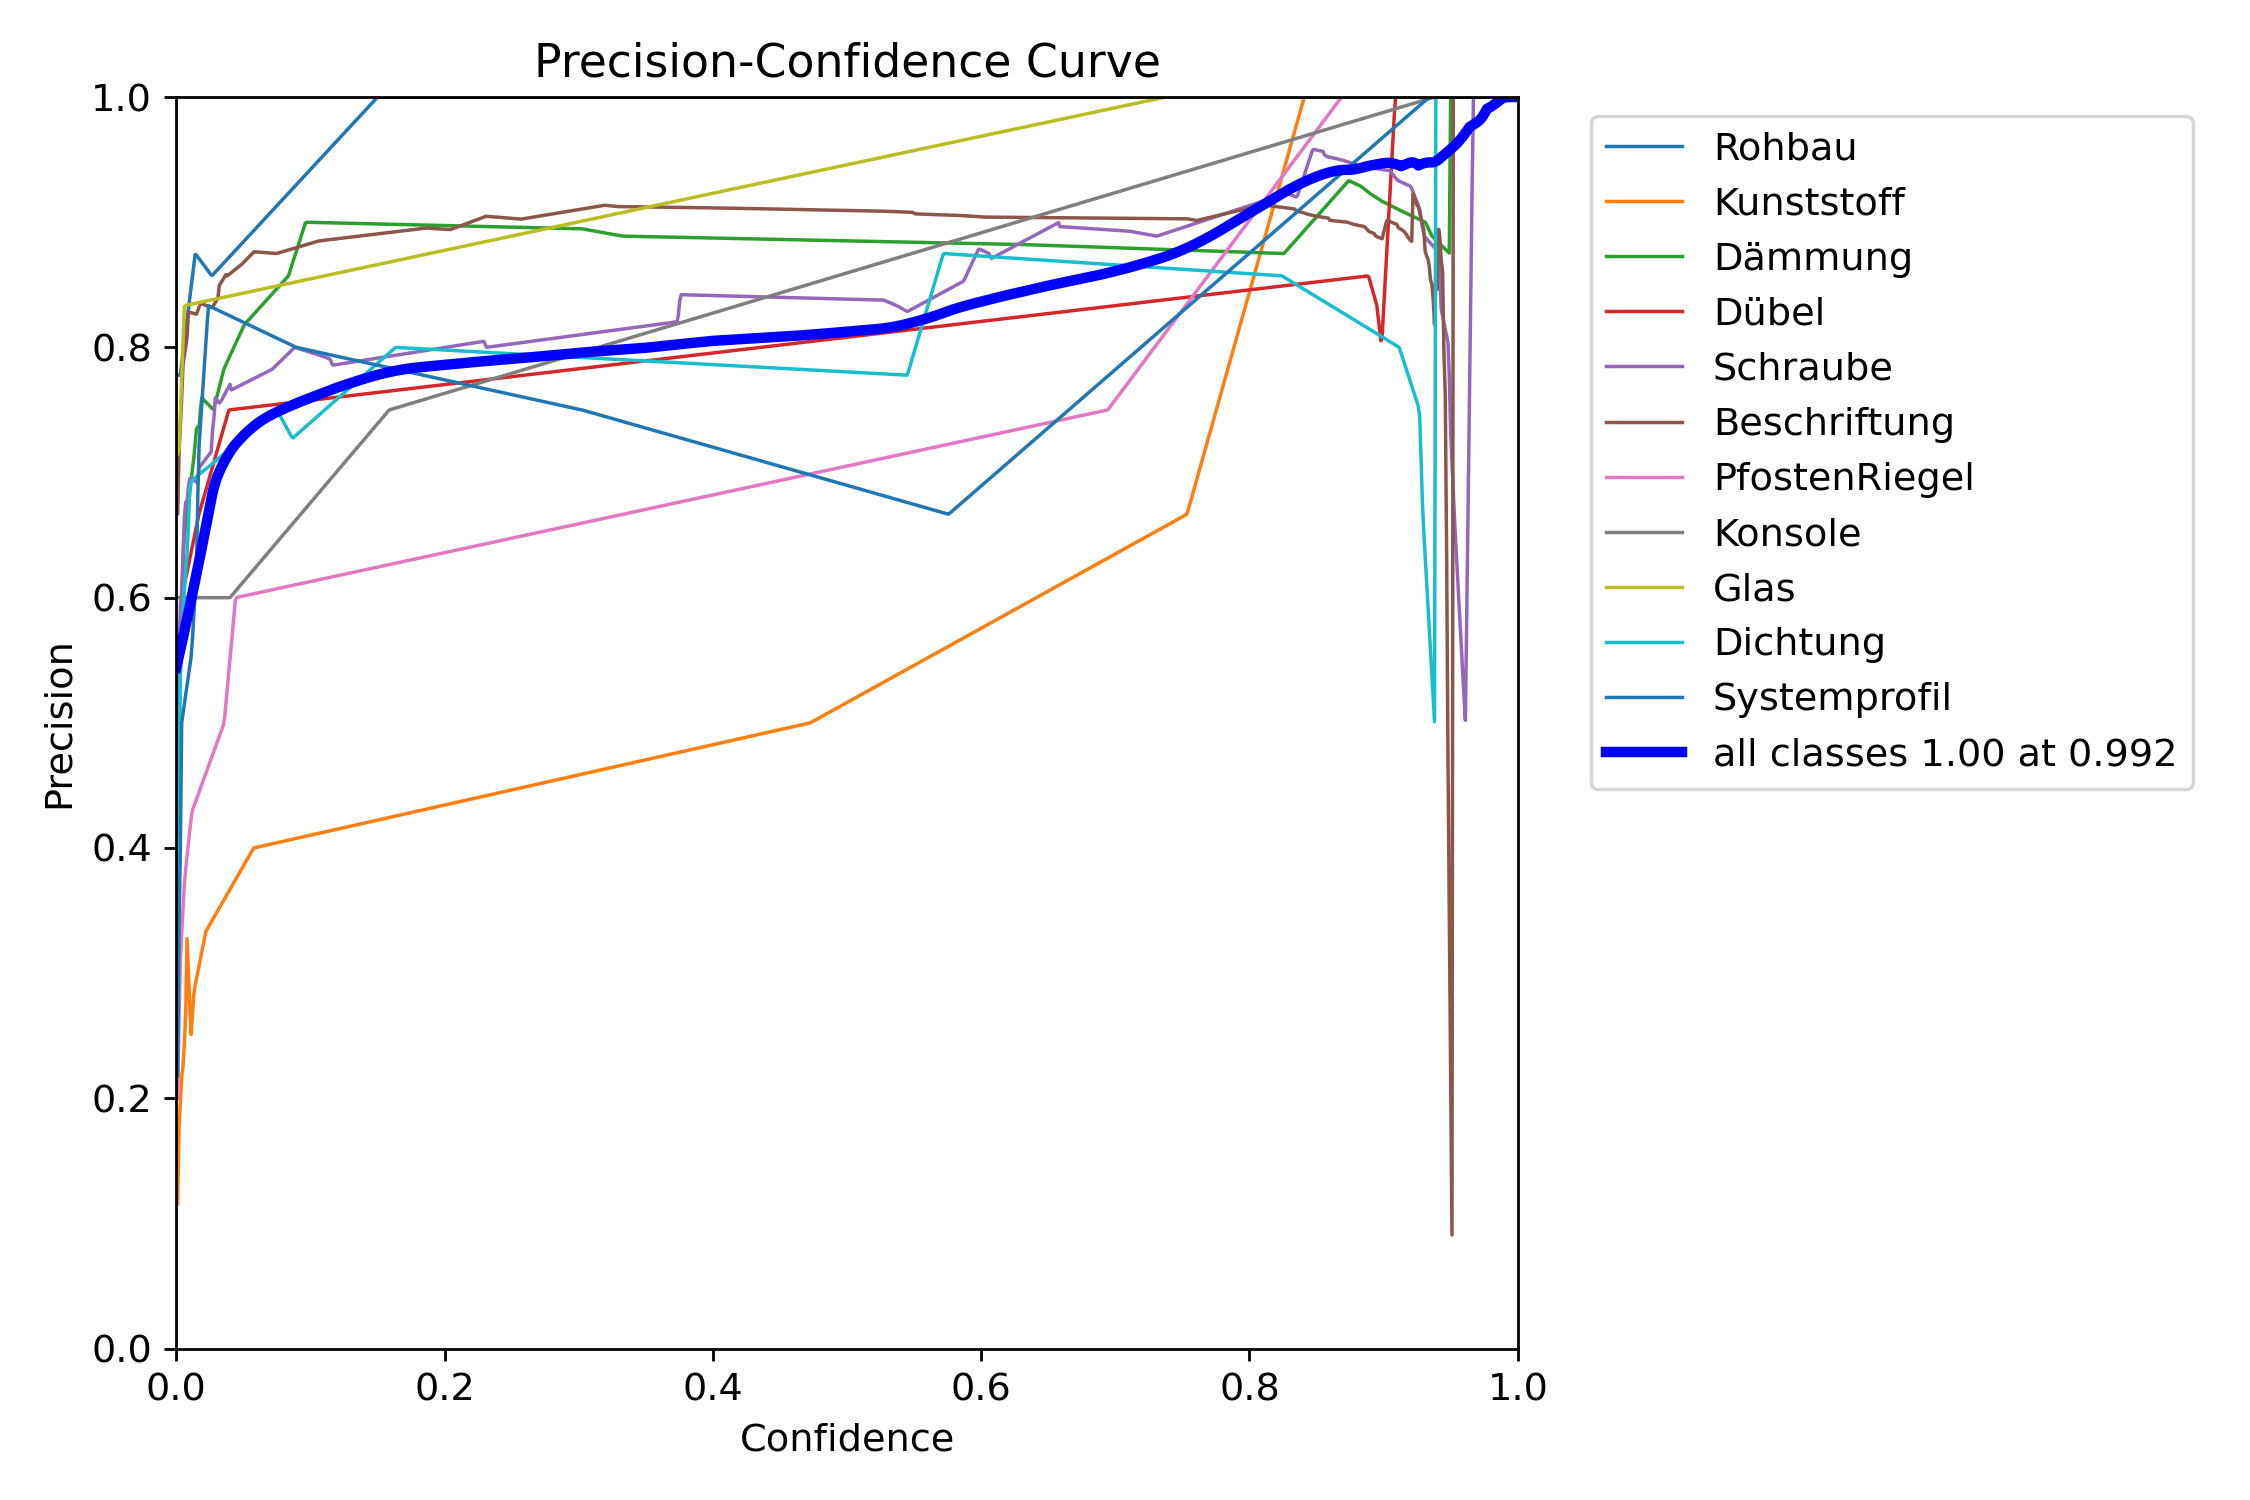 Precision-Confidence Curve
1.0
0.8
0.6
0.4
0.2
0.0
Precision
0.0 0.2 0.4 0.6 0.8 1.0
Confidence
Rohbau
Kunststoff
Dämmung
Dübel
Schraube
Beschriftung
PfostenRiegel
Konsole
Glas
Dichtung
Systemprofil
all classes 1.00 at 0.992